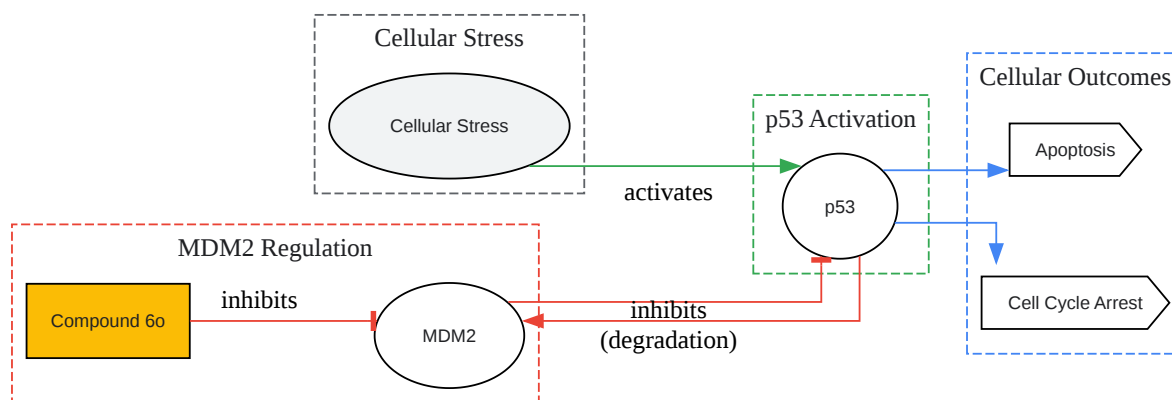 Cellular Stress
Cellular Stress
activates
p53 Activation
p53
Cellular Outcomes
Apoptosis
Cell Cycle Arrest
MDM2 Regulation
Compound 6o
inhibits
MDM2
inhibits
(degradation)